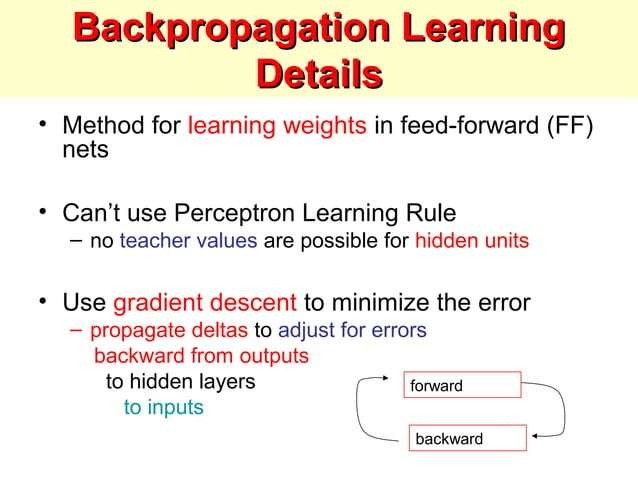 Backpropagation Learning
Details
• Method for learning weights in feed-forward (FF)
nets
• Can’t use Perceptron Learning Rule
– no teacher values are possible for hidden units
• Use gradient descent to minimize the error
– propagate deltas to adjust for errors
backward from outputs
to hidden layers
to inputs
forward
backward